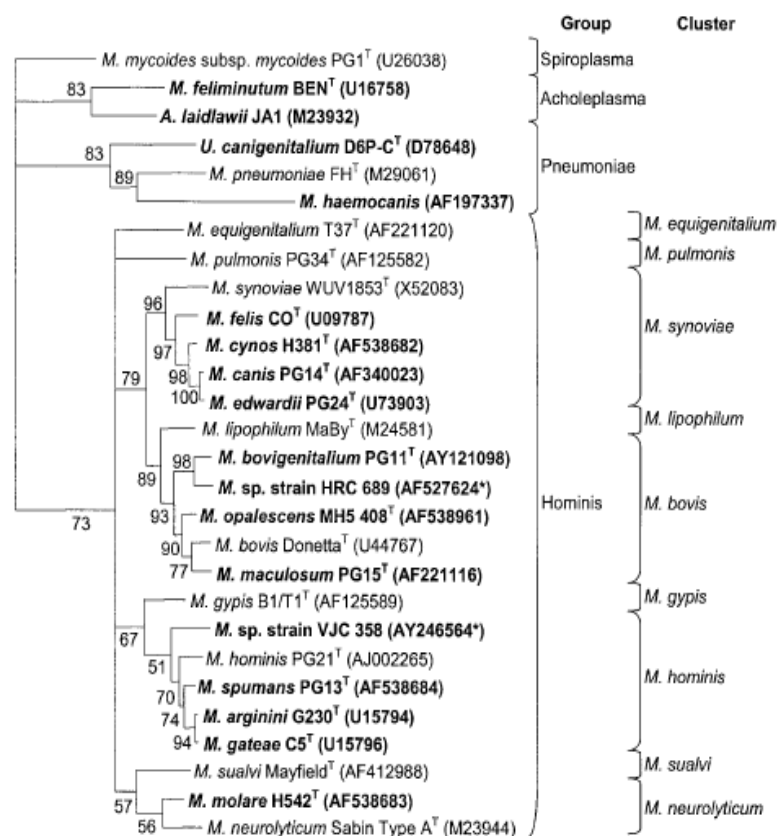 Group Cluster
M. mycoides subsp. mycoides PG1ᵀ (U26038) Spiroplasma
83 M. feliminutum BENᵀ (U16758)
Acholeplasma
A. laidlawii JA1 (M23932)
83 U. canigenitalium D6P-Cᵀ (D78648)
Pneumoniae
89 M. pneumoniae FHᵀ (M29061)
M. haemocanis (AF197337)
M. equigenitalium T37ᵀ (AF221120) M. equigenitalium
M. pulmonis PG34ᵀ (AF125582) M. pulmonis
96 M. synoviae WUV1853ᵀ (X52083)
M. felis COᵀ (U09787) M. synoviae
97 M. cynos H381ᵀ (AF538682)
79 98 M. canis PG14ᵀ (AF340023)
100 M. edwardii PG24ᵀ (U73903)
M. lipophilum MaByᵀ (M24581) M. lipophilum
89 98 M. bovigenitalium PG11ᵀ (AY121098)
M. sp. strain HRC 689 (AF527624*) Hominis M. bovis
73 93 M. opalescens MH5 408ᵀ (AF538961)
90 M. bovis Donettaᵀ (U44767)
77 M. maculosum PG15ᵀ (AF221116)
M. gypis B1/T1ᵀ (AF125589) M. gypis
67 M. sp. strain VJC 358 (AY246564*)
51 M. hominis PG21ᵀ (AJ002265) M. hominis
70 M. spumans PG13ᵀ (AF538684)
74 M. arginini G230ᵀ (U15794)
94 M. gateae C5ᵀ (U15796)
M. sualvi Mayfieldᵀ (AF412988) M. sualvi
57 M. molare H542ᵀ (AF538683) M. neurolyticum
56 M. neurolyticum Sabin Type Aᵀ (M23944)